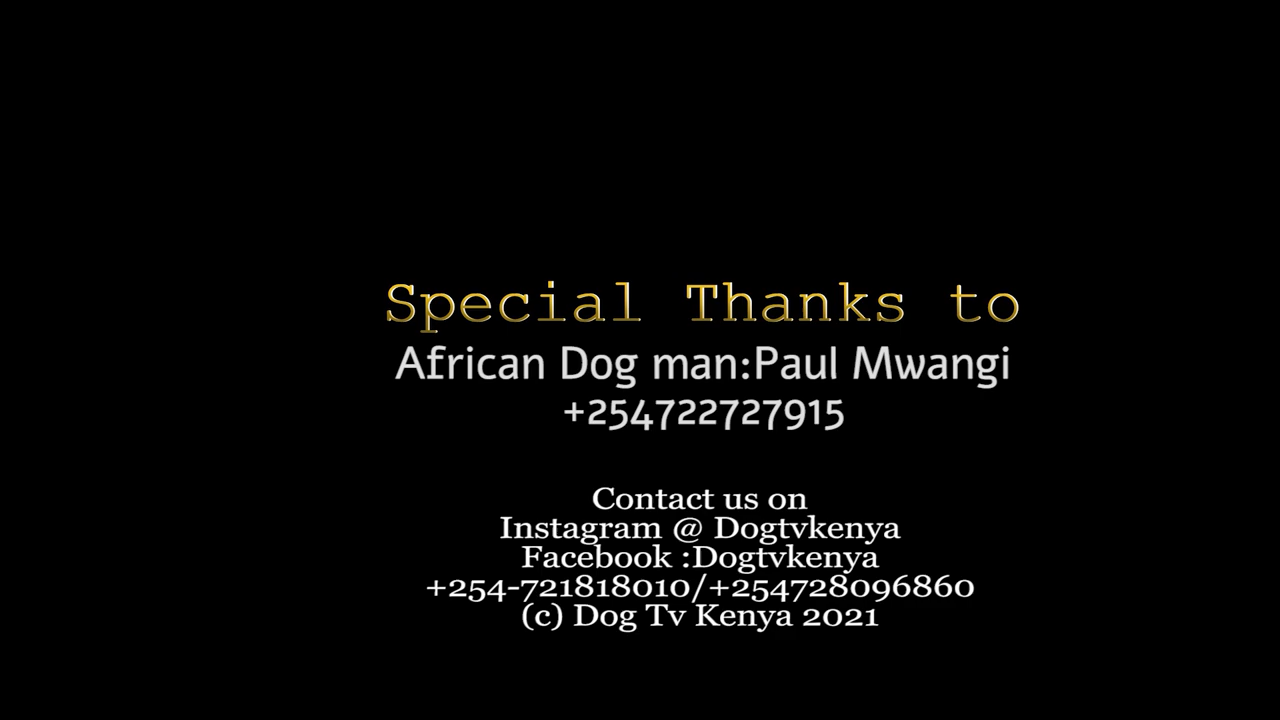 Special Thanks to
African Dog man:Paul Mwangi
+254722727915
Contact us on
Instagram @ Dogtvkenya
Facebook :Dogtvkenya
+254-721818010/+254728096860
(c) Dog Tv Kenya 2021